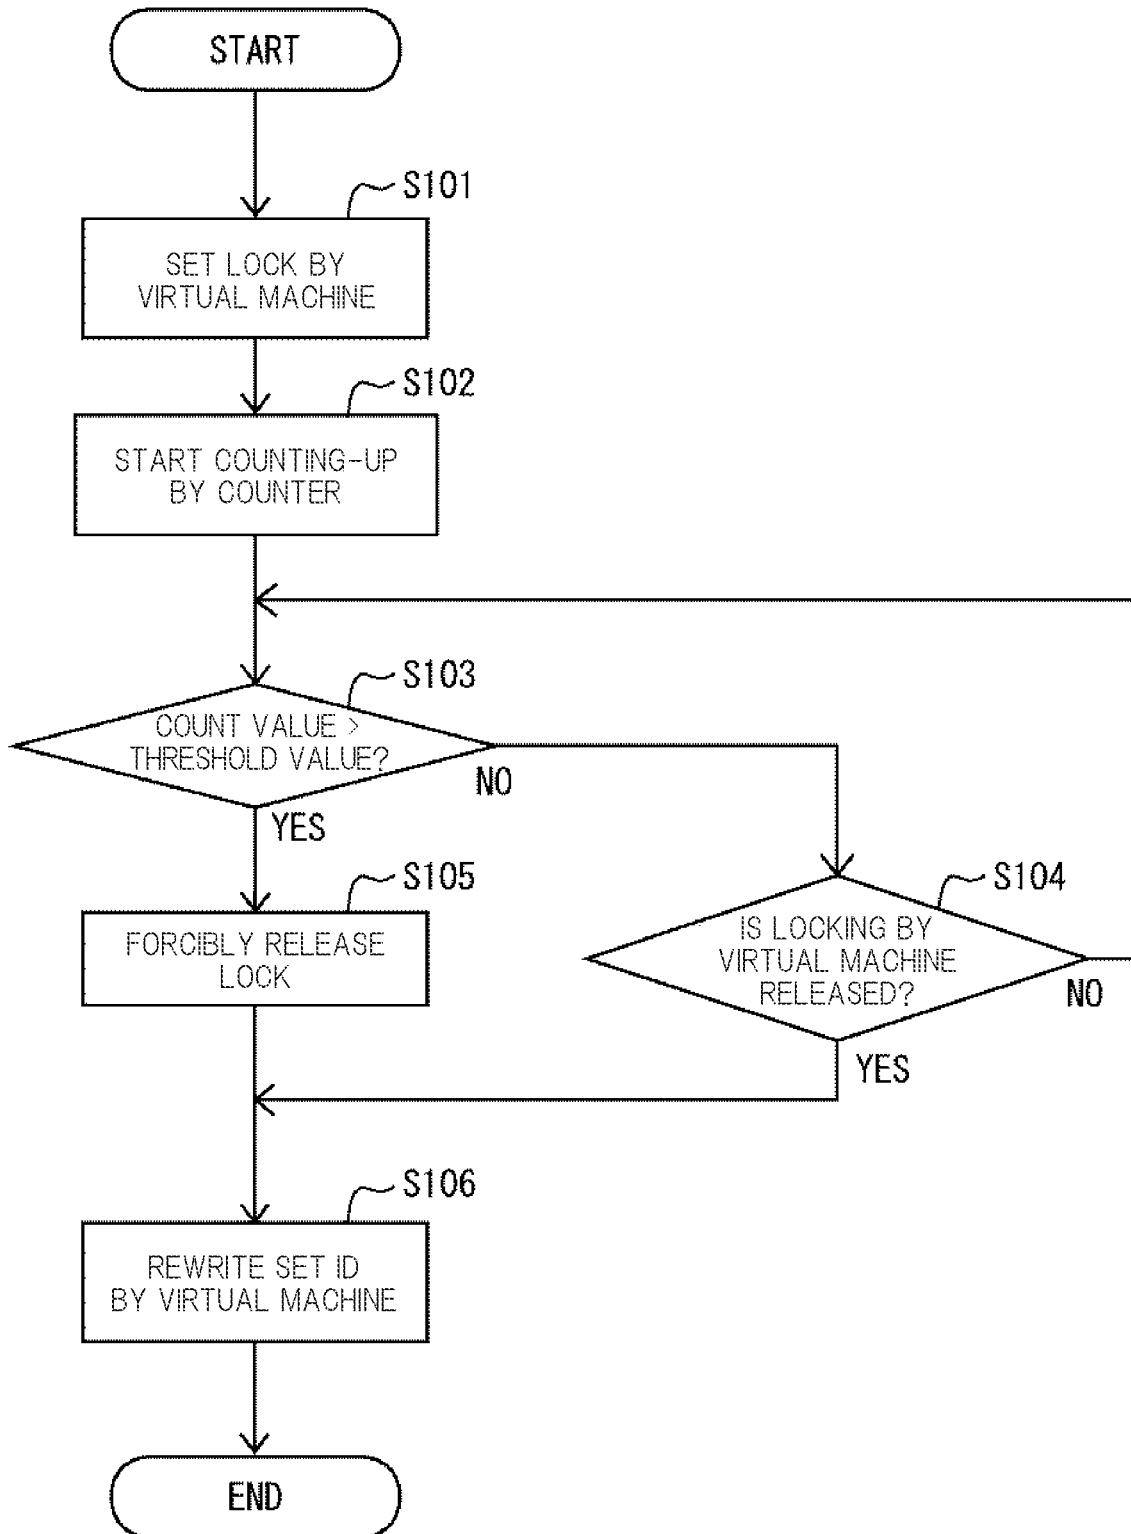 START
S101
SET LOCK BY
VIRTUAL MACHINE
S102
START COUNTING-UP
BY COUNTER
S103
COUNT VALUE >
THRESHOLD VALUE?
NO
YES
S105
FORCIBLY RELEASE
LOCK
S104
IS LOCKING BY
VIRTUAL MACHINE
RELEASED?
NO
YES
S106
REWRITE SET ID
BY VIRTUAL MACHINE
END